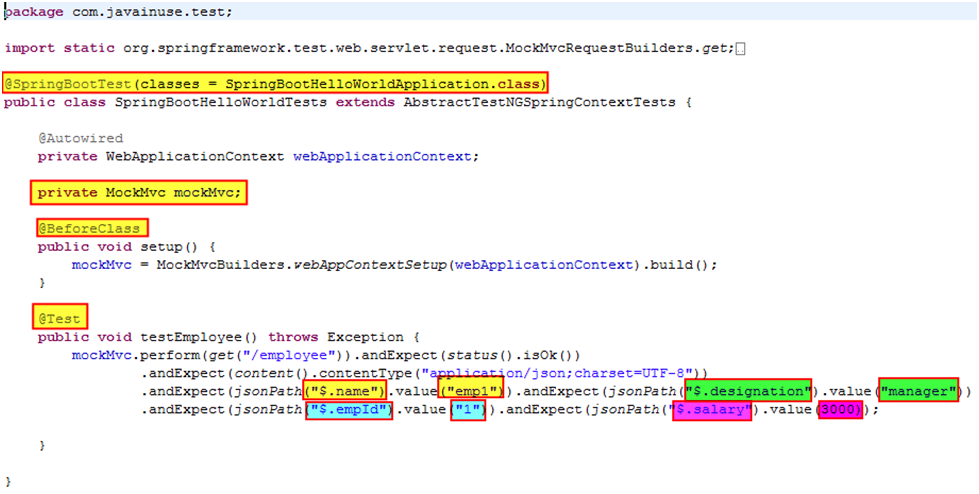 package com.javainuse.test;
import static org.springframework.test.web.servlet.request.MockMvcRequestBuilders.get;
@SpringBootTest(classes = SpringBootHelloWorldApplication.class)
public class SpringBootHelloWorldTests extends AbstractTestNGSpringContextTests {
@Autowired
private WebApplicationContext webApplicationContext;
private MockMvc mockMvc;
@BeforeClass
public void setup() {
mockMvc = MockMvcBuilders.webAppContextSetup(webApplicationContext).build();
}
@Test
public void testEmployee() throws Exception {
mockMvc.perform(get("/employee")).andExpect(status().isOk())
.andExpect(content().contentType("application/json;charset=UTF-8"))
.andExpect(jsonPath("$.name").value("emp1")).andExpect(jsonPath("$.designation").value("manager"))
.andExpect(jsonPath("$.empId").value("1")).andExpect(jsonPath("$.salary").value(3000));
}
}